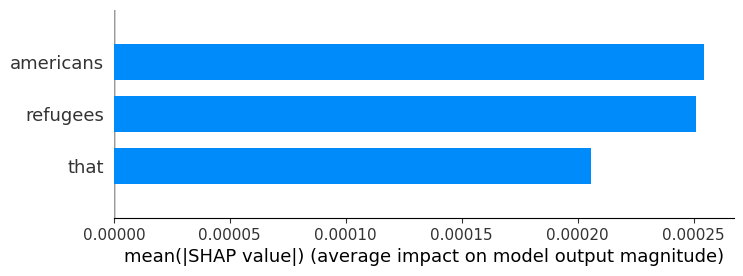 americans
refugees
that
0.00000 0.00005 0.00010 0.00015 0.00020 0.00025
mean(|SHAP value|) (average impact on model output magnitude)